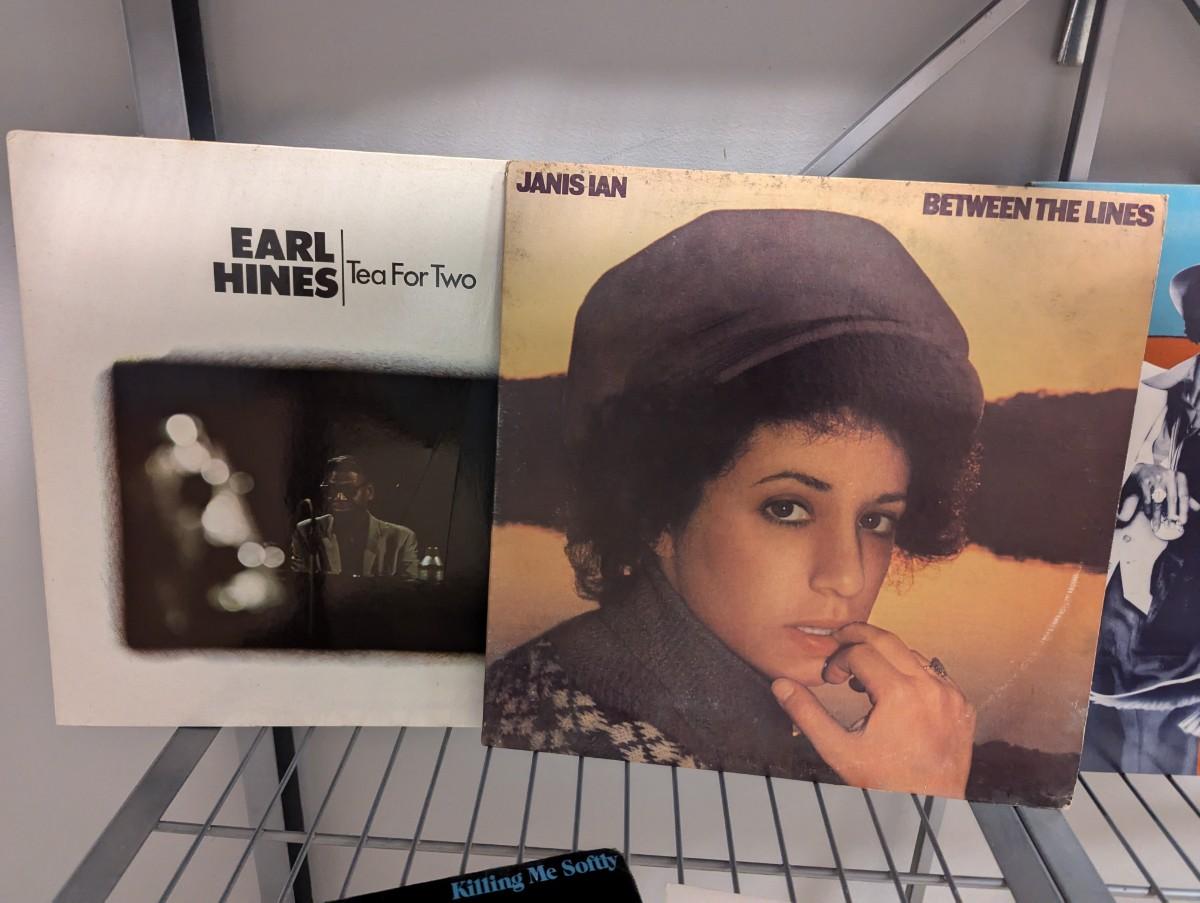 EARL
HINES
Tea For Two
JANIS IAN
BETWEEN THE LINES
Killing Me Softly